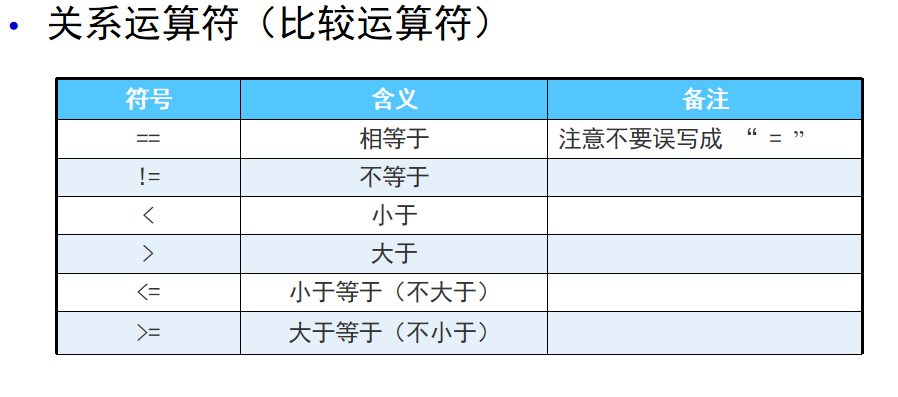 • 关系运算符（比较运算符）
符号 含义 备注
== 相等于 注意不要误写成 “ = ”
!= 不等于
< 小于
> 大于
<= 小于等于（不大于）
>= 大于等于（不小于）